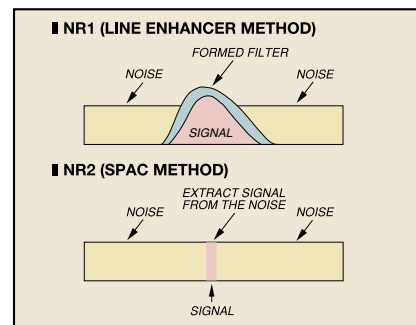 NR1 (LINE ENHANCER METHOD)
FORMED FILTER
NOISE
NOISE
SIGNAL
NR2 (SPAC METHOD)
EXTRACT SIGNAL
FROM THE NOISE
NOISE
NOISE
SIGNAL